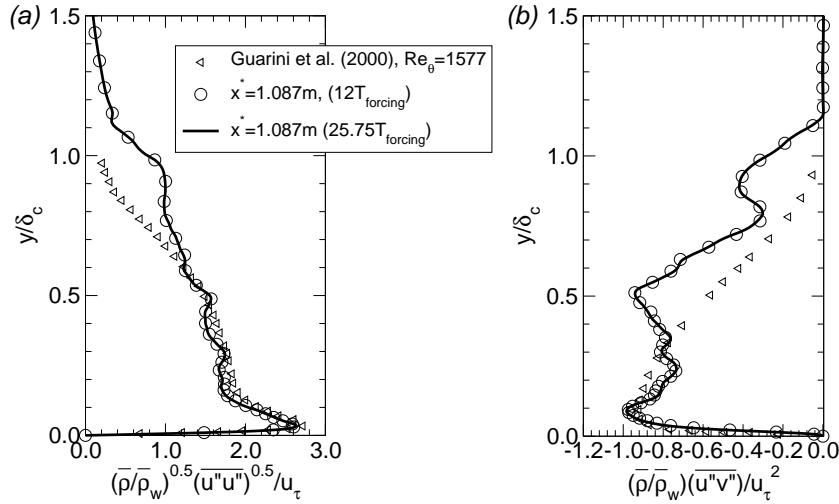 (a)
1.5
1.0
0.5
0.0
y/δc
0.0 1.0 2.0 3.0
(ρ̅/ρ̅w)^0.5(u"u")^0.5/uτ
Guarini et al. (2000), Reθ=1577
x*=1.087m, (12Tforcing)
x*=1.087m (25.75Tforcing)
(b)
1.5
1.0
0.5
0.0
y/δc
-1.2 -1.0 -0.8 -0.6 -0.4 -0.2 0.0
(ρ̅/ρ̅w)(u"v")/uτ^2